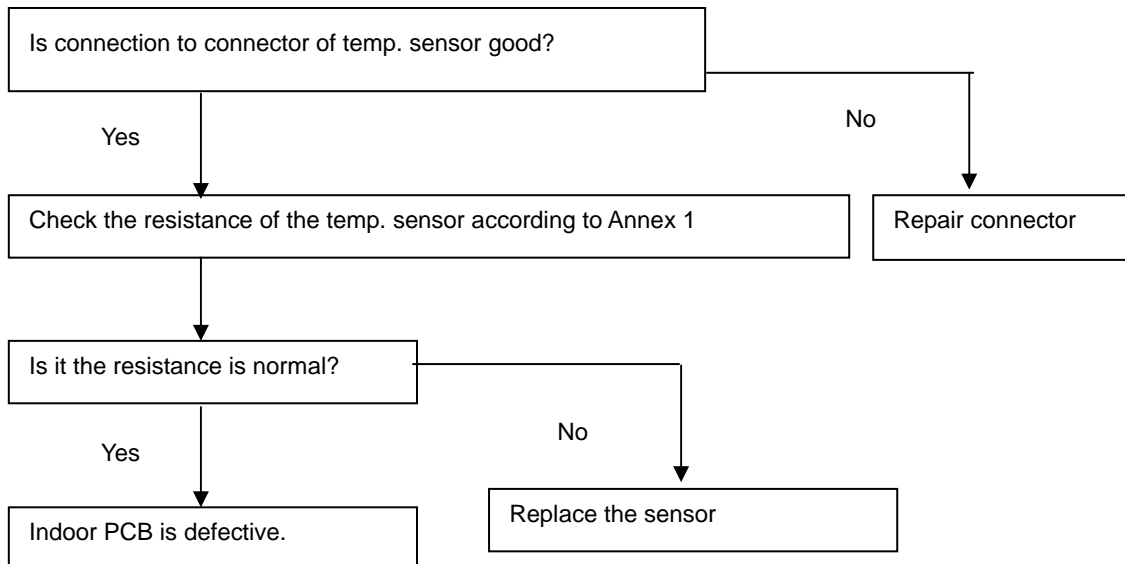 Is connection to connector of temp. sensor good?
Yes
No
Check the resistance of the temp. sensor according to Annex 1
Repair connector
Is it the resistance is normal?
Yes
No
Indoor PCB is defective.
Replace the sensor